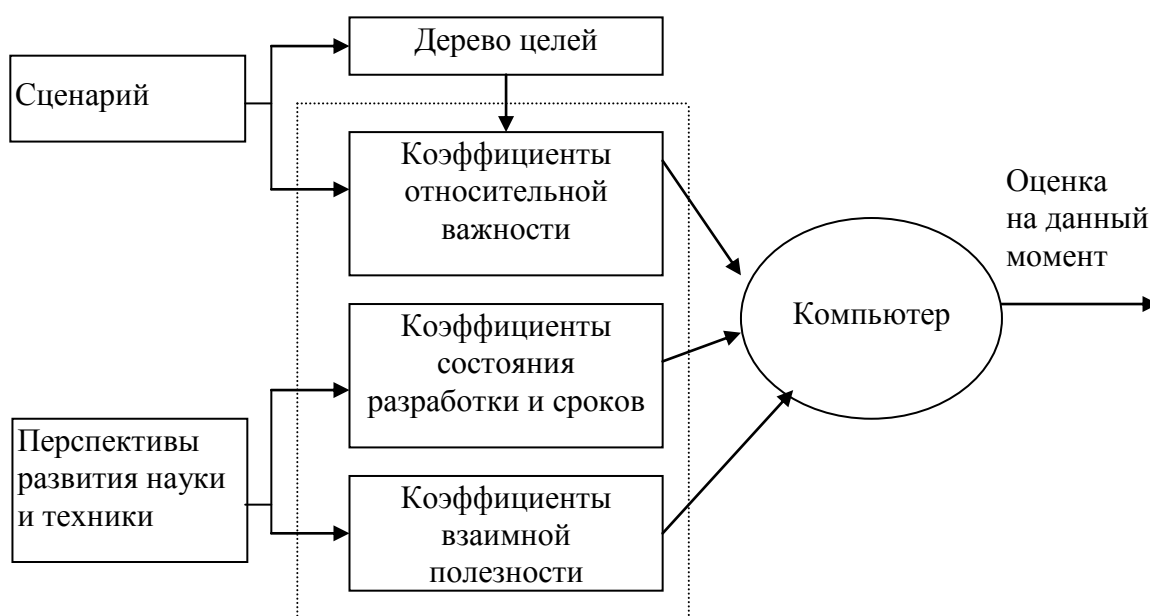 Дерево целей
Сценарий
Коэффициенты
относительной
важности
Оценка
на данный
момент
Компьютер
Коэффициенты
состояния
разработки и сроков
Перспективы
развития науки
и техники
Коэффициенты
взаимной
полезности